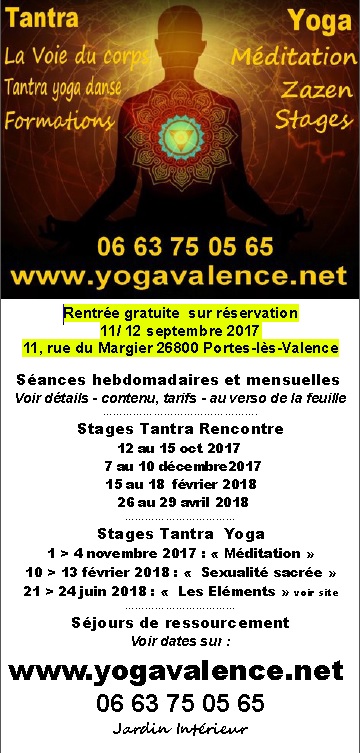 Tantra Yoga
La Voie du corps Méditation
Tantra yoga danse Zazen
Formations Stages
06 63 75 05 65
www.yogavalence.net
Rentrée gratuite sur réservation
11/ 12 septembre 2017
11, rue du Margier 26800 Portes-lès-Valence
Séances hebdomadaires et mensuelles
Voir détails - contenu, tarifs - au verso de la feuille
Stages Tantra Rencontre
12 au 15 oct 2017
7 au 10 décembre2017
15 au 18 février 2018
26 au 29 avril 2018
Stages Tantra Yoga
1 > 4 novembre 2017 : « Méditation »
10 > 13 février 2018 : « Sexualité sacrée »
21 > 24 juin 2018 : « Les Eléments » voir site
Séjours de ressourcement
Voir dates sur :
www.yogavalence.net
06 63 75 05 65
Jardin Intérieur